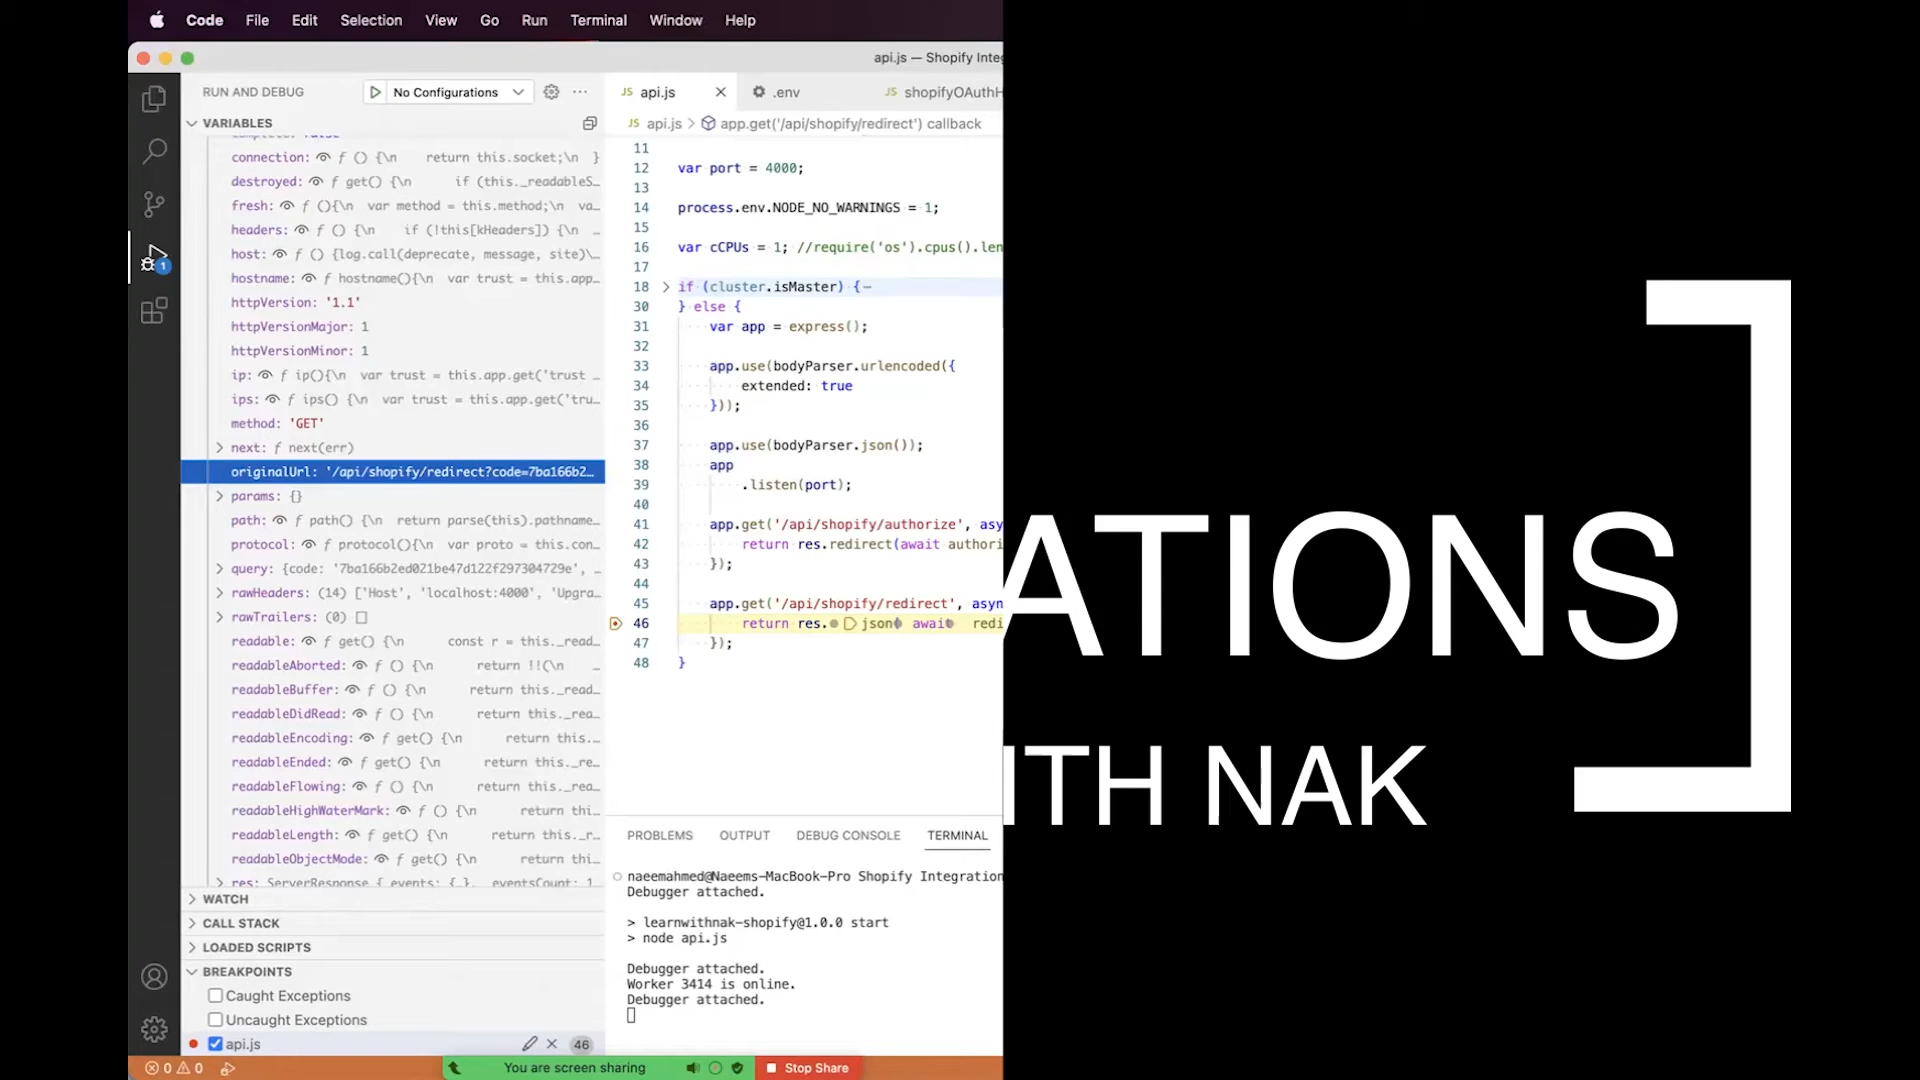 Code File Edit Selection View Go Run Terminal Window Help
api.js — Shopify Inte
RUN AND DEBUG
No Configurations
VARIABLES
connection: ƒ () {\n return this.socket;\n }
destroyed: ƒ get() {\n if (this._readableS…
fresh: ƒ (){\n var method = this.method;\n va…
headers: ƒ () {\n if (!this[kHeaders]) {\n …
host: ƒ () {log.call(deprecate, message, site)\…
hostname: ƒ hostname(){\n var trust = this.app…
httpVersion: '1.1'
httpVersionMajor: 1
httpVersionMinor: 1
ip: ƒ ip(){\n var trust = this.app.get('trust …
ips: ƒ ips() {\n var trust = this.app.get('tru…
method: 'GET'
next: ƒ next(err)
originalUrl: '/api/shopify/redirect?code=7ba166b2…
params: {}
path: ƒ path() {\n return parse(this).pathname…
protocol: ƒ protocol(){\n var proto = this.con…
query: {code: '7ba166b2ed021be47d122f297304729e', …
rawHeaders: (14) ['Host', 'localhost:4000', 'Upgra…
rawTrailers: (0) []
readable: ƒ get() {\n const r = this._read…
readableAborted: ƒ () {\n return !!(\n …
readableBuffer: ƒ () {\n return this._read…
readableDidRead: ƒ () {\n return this._rea…
readableEncoding: ƒ get() {\n return this.…
readableEnded: ƒ get() {\n return this._re…
readableFlowing: ƒ () {\n return this._rea…
readableHighWaterMark: ƒ () {\n return thi…
readableLength: ƒ get() {\n return this._r…
readableObjectMode: ƒ get() {\n return thi…
res: ServerResponse {_events: {…}, _eventsCount: 1
WATCH
CALL STACK
LOADED SCRIPTS
BREAKPOINTS
Caught Exceptions
Uncaught Exceptions
api.js 46
1
JS api.js .env JS shopifyOAuthH
JS api.js > app.get('/api/shopify/redirect') callback
11
12 var port = 4000;
13
14 process.env.NODE_NO_WARNINGS = 1;
15
16 var cCPUs = 1; //require('os').cpus().len
17
18 if (cluster.isMaster) {
30 } else {
31 var app = express();
32
33 app.use(bodyParser.urlencoded({
34 extended: true
35 }));
36
37 app.use(bodyParser.json());
38 app
39 .listen(port);
40
41 app.get('/api/shopify/authorize', asy
42 return res.redirect(await authori
43 });
44
45 app.get('/api/shopify/redirect', asyn
46 return res. json( await redi
47 });
48 }
PROBLEMS OUTPUT DEBUG CONSOLE TERMINAL
naeemahmed@Naeems-MacBook-Pro Shopify Integration
Debugger attached.
> learnwithnak-shopify@1.0.0 start
> node api.js
Debugger attached.
Worker 3414 is online.
Debugger attached.
0 0
You are screen sharing
Stop Share
ATIONS
ITH NAK